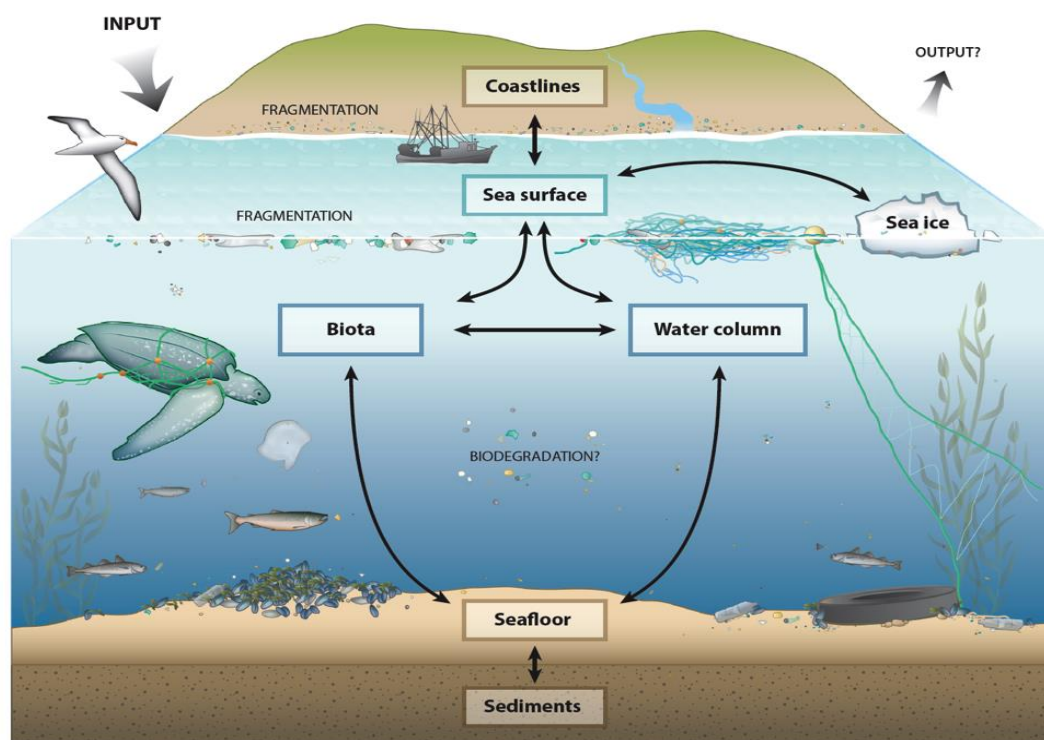 INPUT
OUTPUT?
Coastlines
FRAGMENTATION
Sea surface
FRAGMENTATION
Sea ice
Biota
Water column
BIODEGRADATION?
Seafloor
Sediments